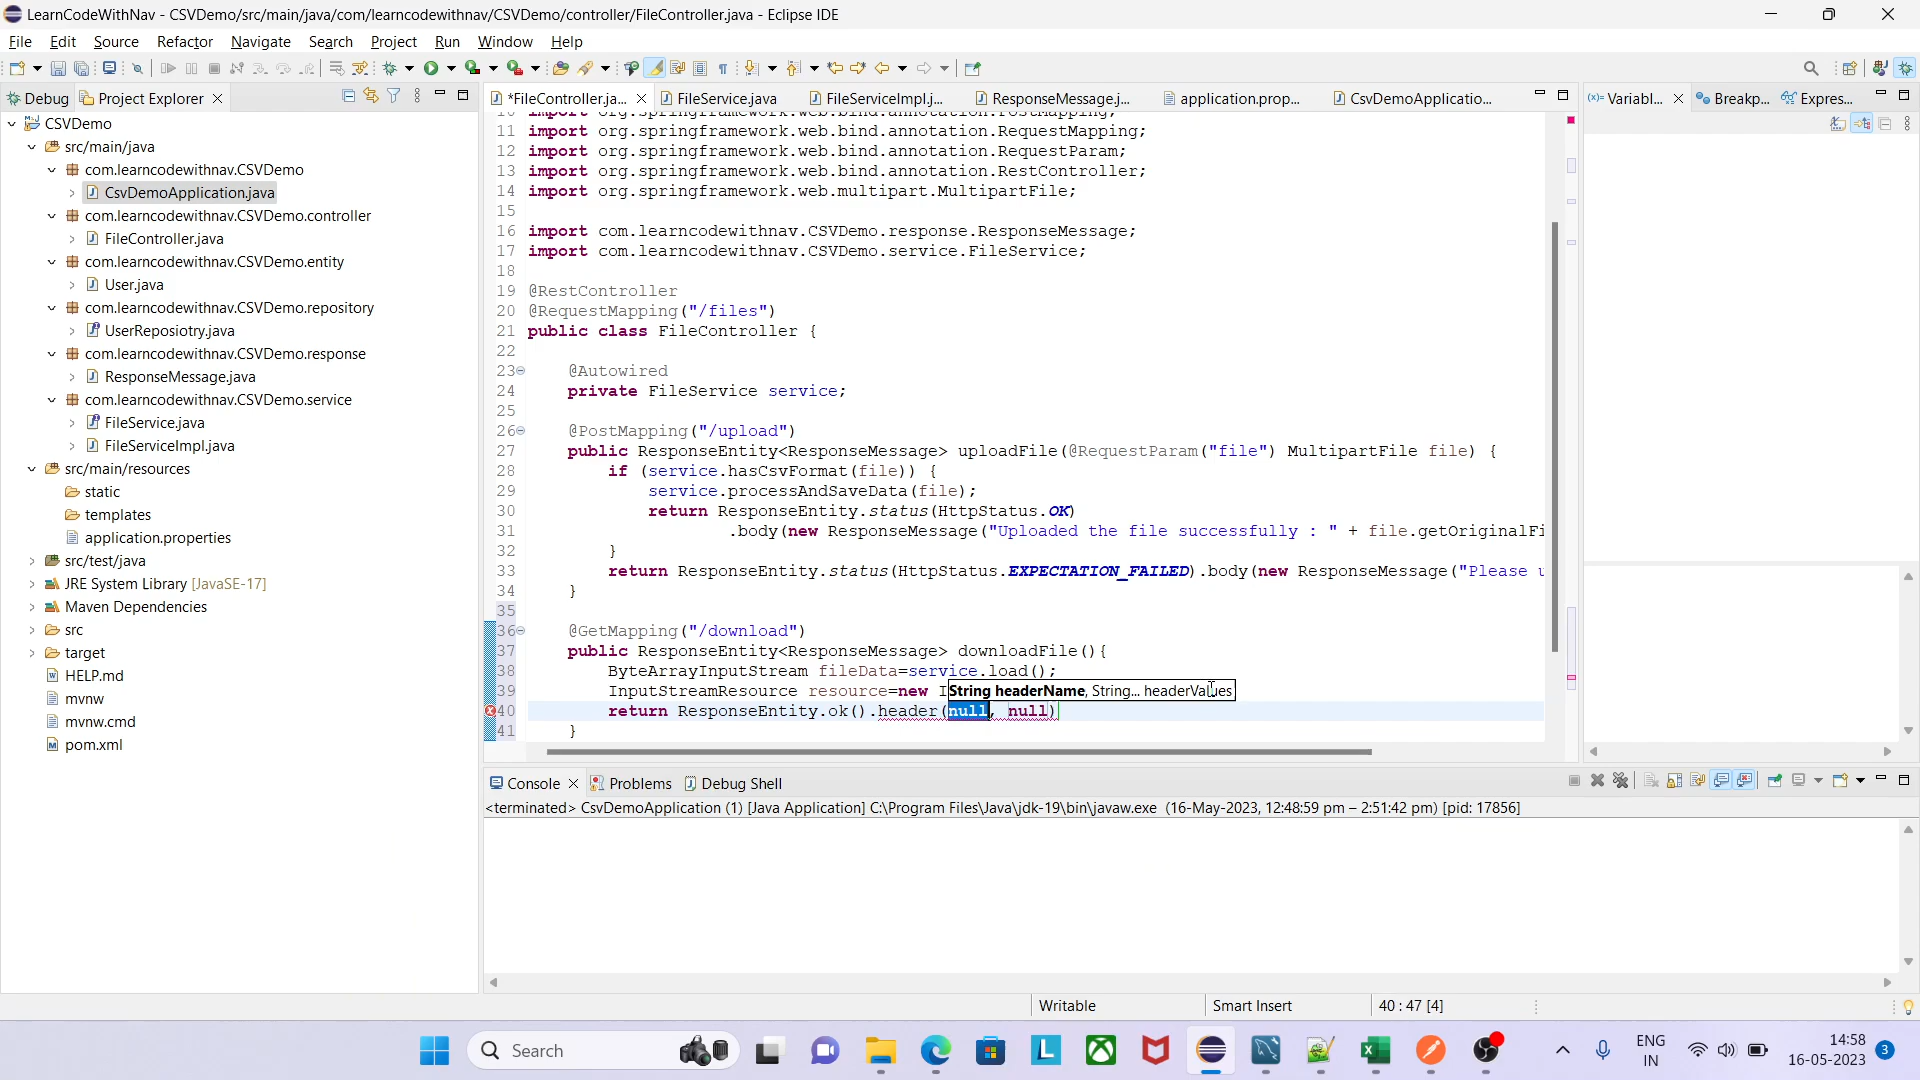 LearnCodeWithNav - CSVDemo/src/main/java/com/learncodewithnav/CSVDemo/controller/FileController.java - Eclipse IDE
File Edit Source Refactor Navigate Search Project Run Window Help
Debug Project Explorer
*FileController.ja... FileService.java FileServiceImpl.j... ResponseMessage.j... application.prop... CsvDemoApplicatio...
(x)= Variabl... Breakp... Expres...
CSVDemo
src/main/java
com.learncodewithnav.CSVDemo
CsvDemoApplication.java
com.learncodewithnav.CSVDemo.controller
FileController.java
com.learncodewithnav.CSVDemo.entity
User.java
com.learncodewithnav.CSVDemo.repository
UserReposiotry.java
com.learncodewithnav.CSVDemo.response
ResponseMessage.java
com.learncodewithnav.CSVDemo.service
FileService.java
FileServiceImpl.java
src/main/resources
static
templates
application.properties
src/test/java
JRE System Library [JavaSE-17]
Maven Dependencies
src
target
HELP.md
mvnw
mvnw.cmd
pom.xml
10 import org.springframework.web.bind.annotation.PostMapping;
11 import org.springframework.web.bind.annotation.RequestMapping;
12 import org.springframework.web.bind.annotation.RequestParam;
13 import org.springframework.web.bind.annotation.RestController;
14 import org.springframework.web.multipart.MultipartFile;
15
16 import com.learncodewithnav.CSVDemo.response.ResponseMessage;
17 import com.learncodewithnav.CSVDemo.service.FileService;
18
19 @RestController
20 @RequestMapping("/files")
21 public class FileController {
22
23 @Autowired
24 private FileService service;
25
26 @PostMapping("/upload")
27 public ResponseEntity<ResponseMessage> uploadFile(@RequestParam("file") MultipartFile file) {
28 if (service.hasCsvFormat(file)) {
29 service.processAndSaveData(file);
30 return ResponseEntity.status(HttpStatus.OK)
31 .body(new ResponseMessage("Uploaded the file successfully : " + file.getOriginalFi
32 }
33 return ResponseEntity.status(HttpStatus.EXPECTATION_FAILED).body(new ResponseMessage("Please u
34 }
35
36 @GetMapping("/download")
37 public ResponseEntity<ResponseMessage> downloadFile(){
38 ByteArrayInputStream fileData=service.load();
39 InputStreamResource resource=new I
String headerName, String... headerValues
40 return ResponseEntity.ok().header(null, null)
41 }
Console Problems Debug Shell
<terminated> CsvDemoApplication (1) [Java Application] C:\Program Files\Java\jdk-19\bin\javaw.exe (16-May-2023, 12:48:59 pm – 2:51:42 pm) [pid: 17856]
Writable Smart Insert 40 : 47 [4]
Search
ENG
IN
14:58
16-05-2023
3